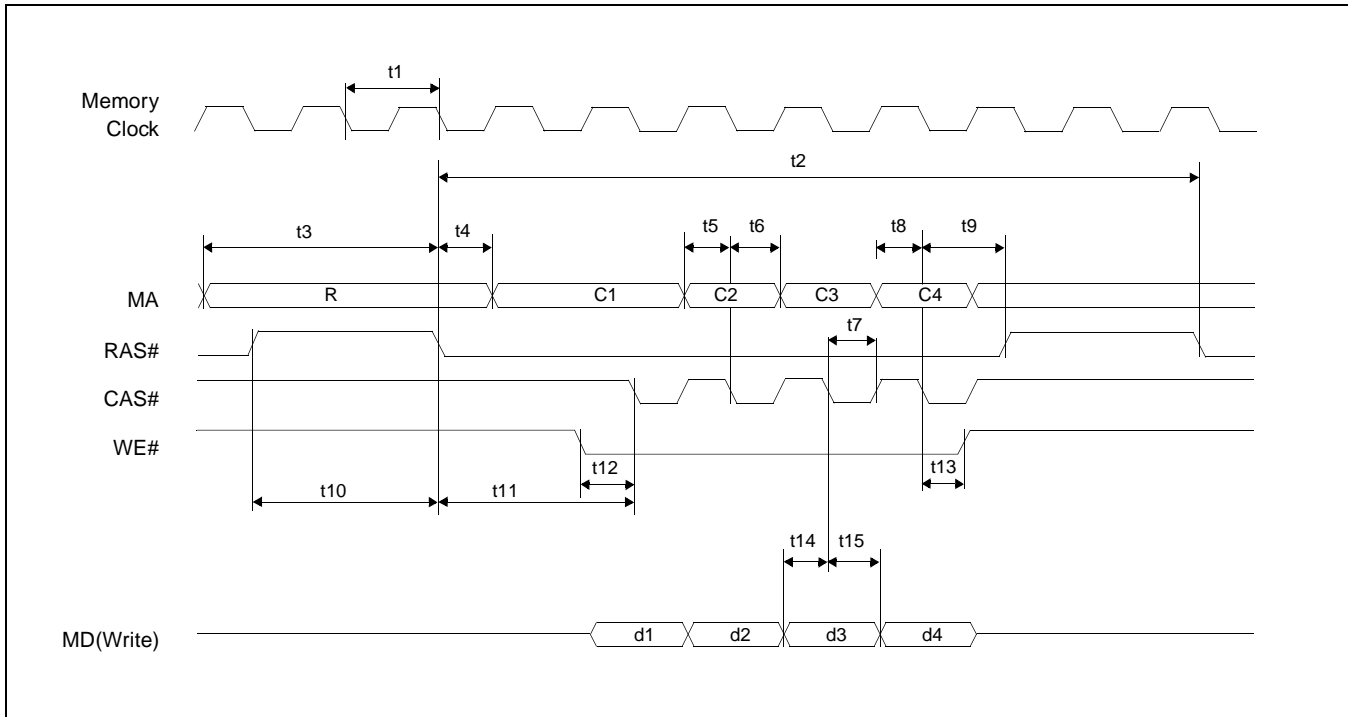 t1
Memory
Clock
t2
t3
t4
t5
t6
t8
t9
MA
R
C1
C2
C3
C4
t7
RAS#
CAS#
WE#
t12
t13
t10
t11
t14
t15
MD(Write)
d1
d2
d3
d4